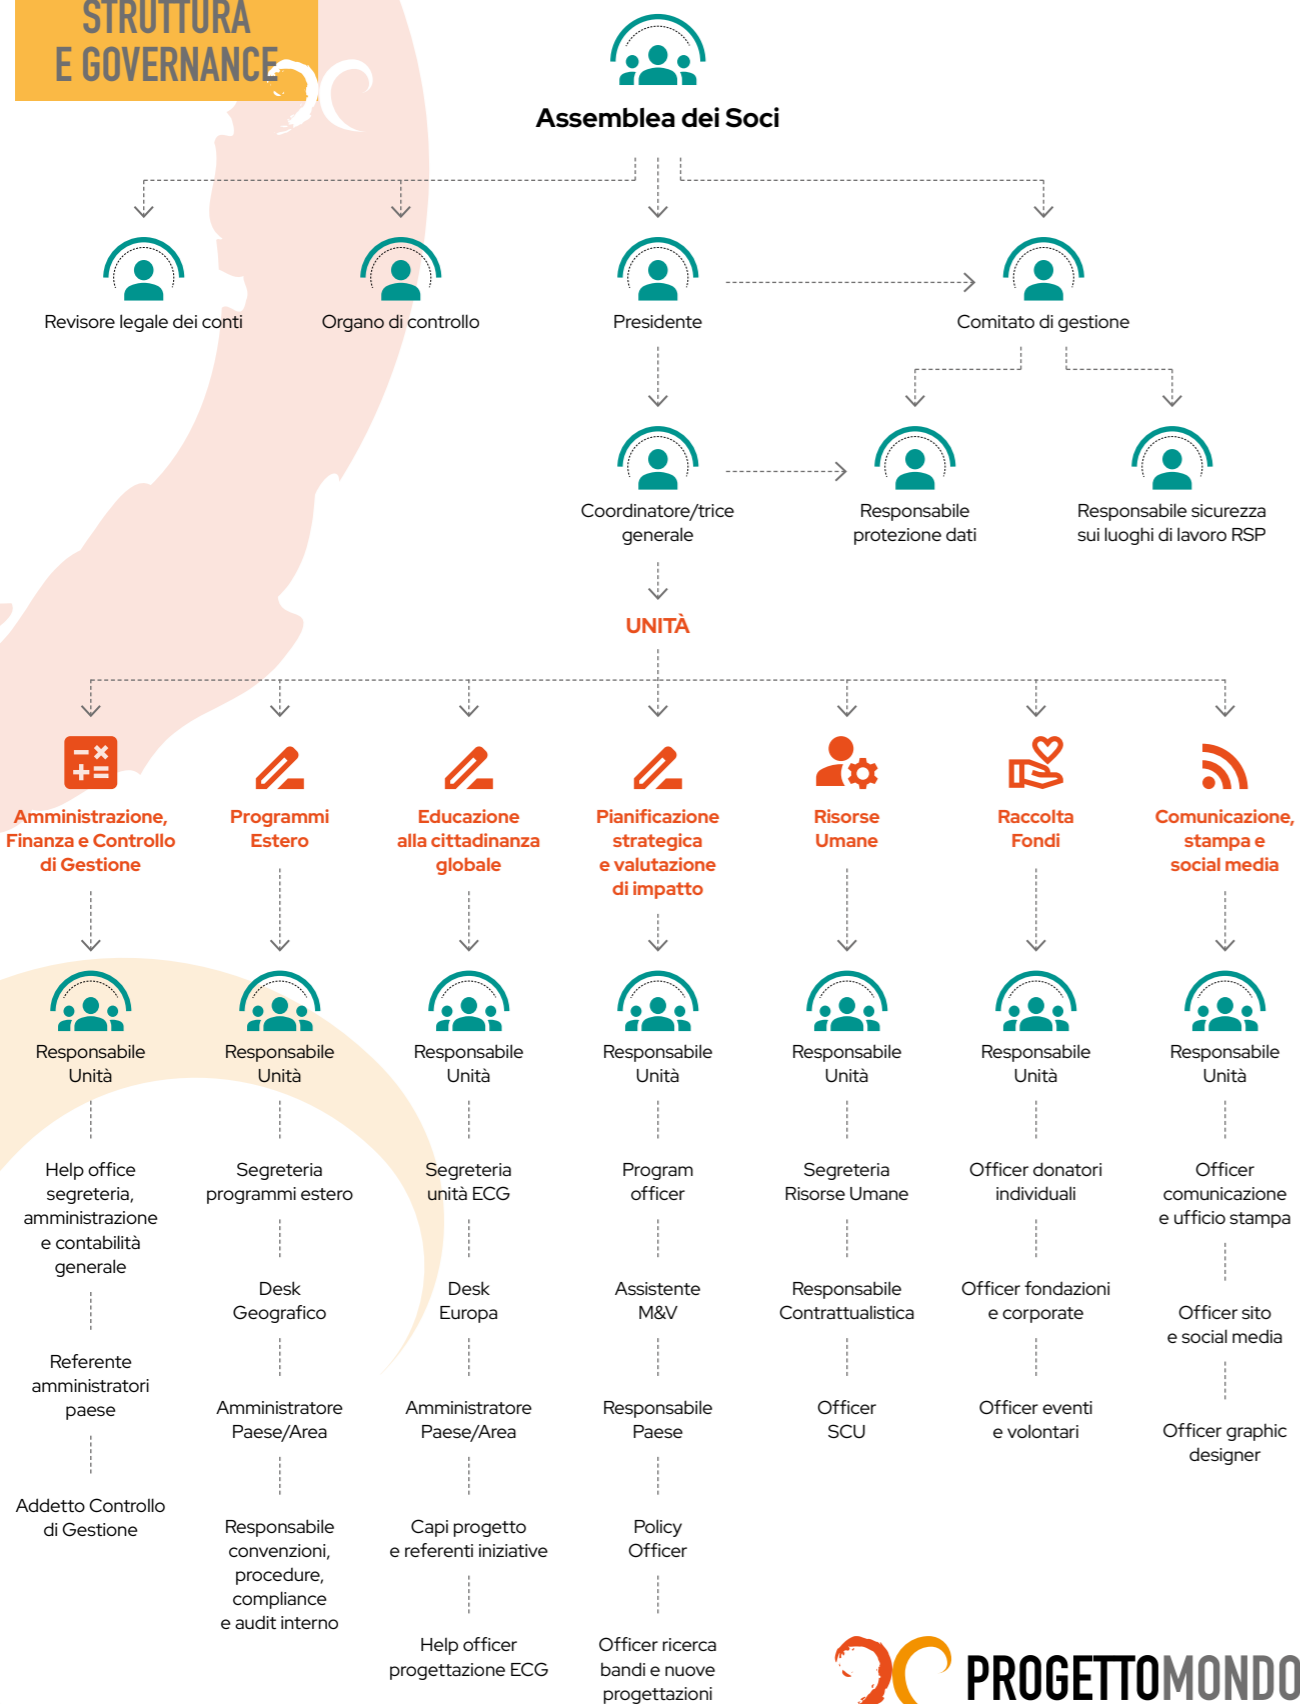 STRUTTURA
E GOVERNANCE
Assemblea dei Soci
Revisore legale dei conti
Organo di controllo
Presidente
Comitato di gestione
Coordinatore/trice
generale
Responsabile
protezione dati
Responsabile sicurezza
sui luoghi di lavoro RSP
UNITÀ
Amministrazione,
Finanza e Controllo
di Gestione
Programmi
Estero
Educazione
alla cittadinanza
globale
Pianificazione
strategica
e valutazione
di impatto
Risorse
Umane
Raccolta
Fondi
Comunicazione,
stampa e
social media
Responsabile
Unità
Help office
segreteria,
amministrazione
e contabilità
generale
Referente
amministratori
paese
Addetto Controllo
di Gestione
Responsabile
Unità
Segreteria
programmi estero
Desk
Geografico
Amministratore
Paese/Area
Responsabile
convenzioni,
procedure,
compliance
e audit interno
Responsabile
Unità
Segreteria
unità ECG
Desk
Europa
Amministratore
Paese/Area
Capi progetto
e referenti iniziative
Help officer
progettazione ECG
Responsabile
Unità
Program
officer
Assistente
M&V
Responsabile
Paese
Policy
Officer
Officer ricerca
bandi e nuove
progettazioni
Responsabile
Unità
Segreteria
Risorse Umane
Responsabile
Contrattualistica
Officer
SCU
Responsabile
Unità
Officer donatori
individuali
Officer fondazioni
e corporate
Officer eventi
e volontari
Responsabile
Unità
Officer
comunicazione
e ufficio stampa
Officer sito
e social media
Officer graphic
designer
PROGETTOMONDO